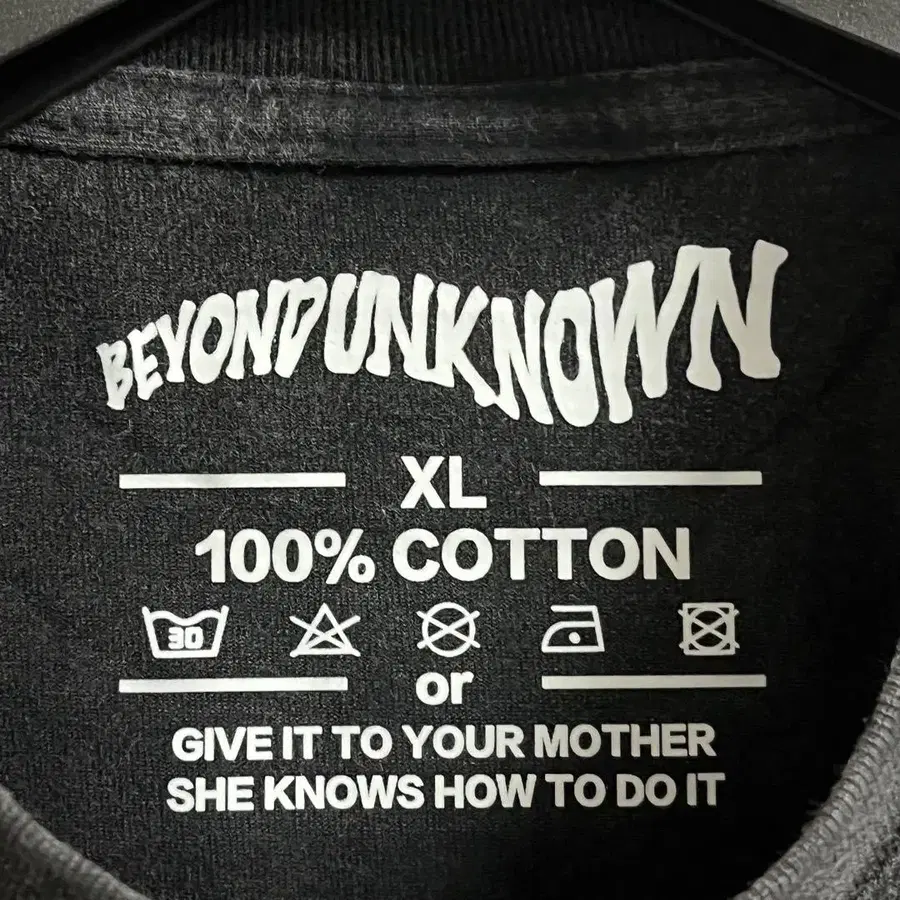 BEYONDUNKNOWN
XL
100% COTTON
30
or
GIVE IT TO YOUR MOTHER
SHE KNOWS HOW TO DO IT